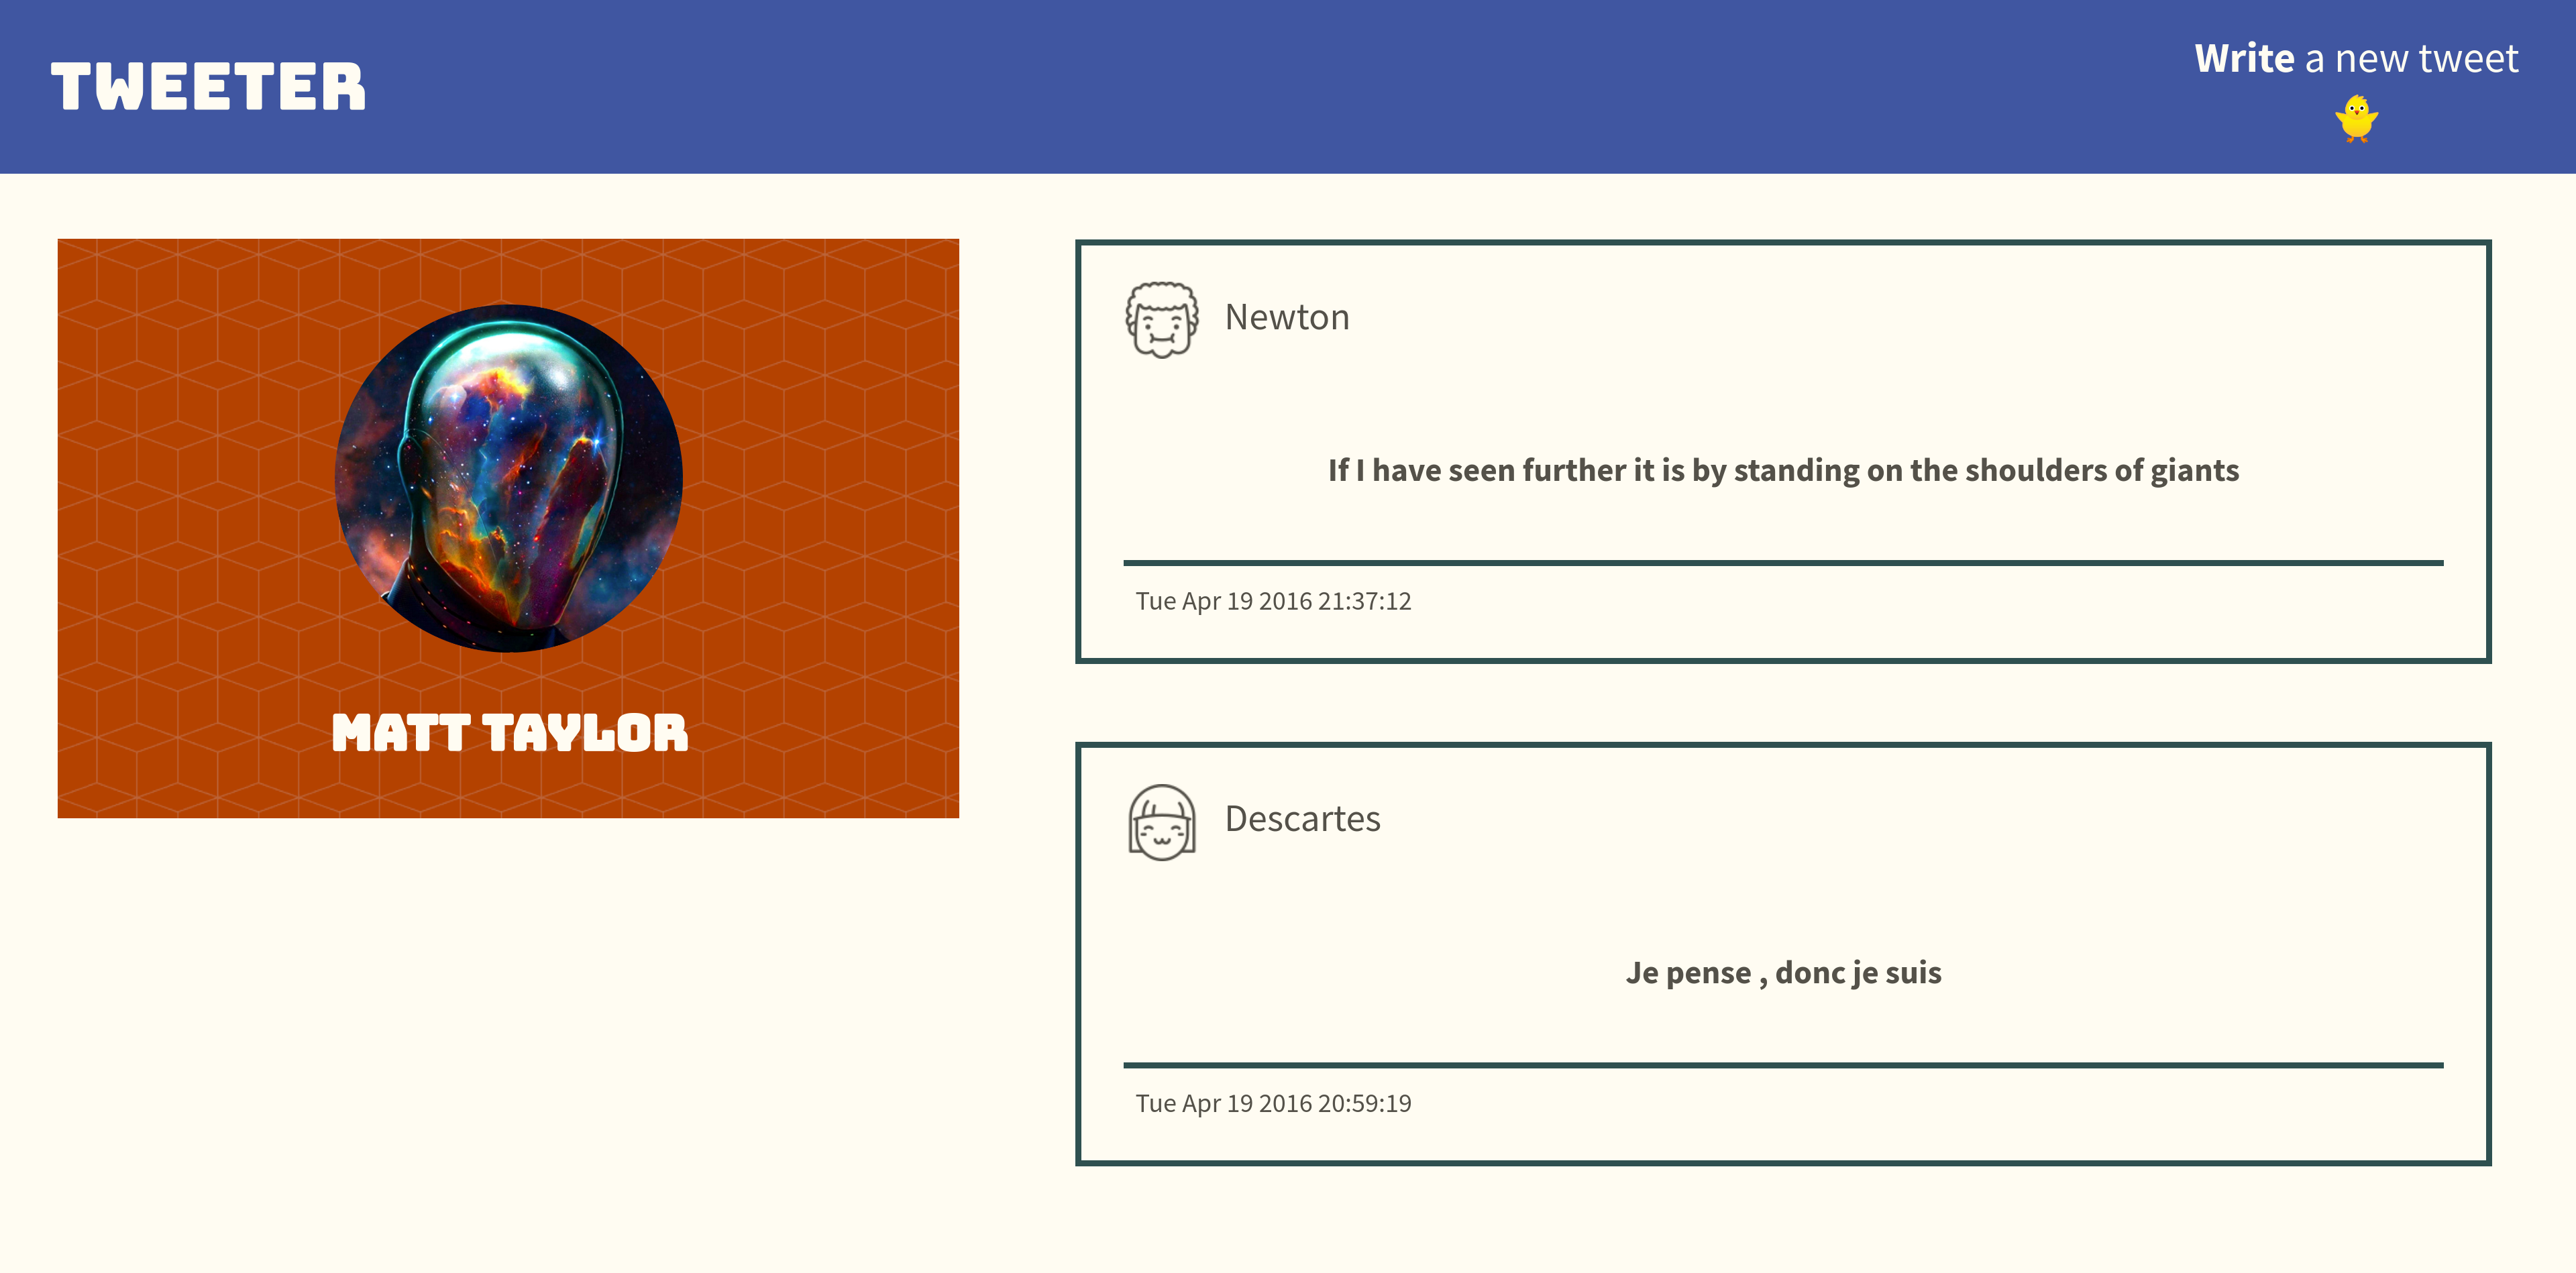 TWEETER
Write a new tweet
MATT TAYLOR
Newton
If I have seen further it is by standing on the shoulders of giants
Tue Apr 19 2016 21:37:12
Descartes
Je pense , donc je suis
Tue Apr 19 2016 20:59:19